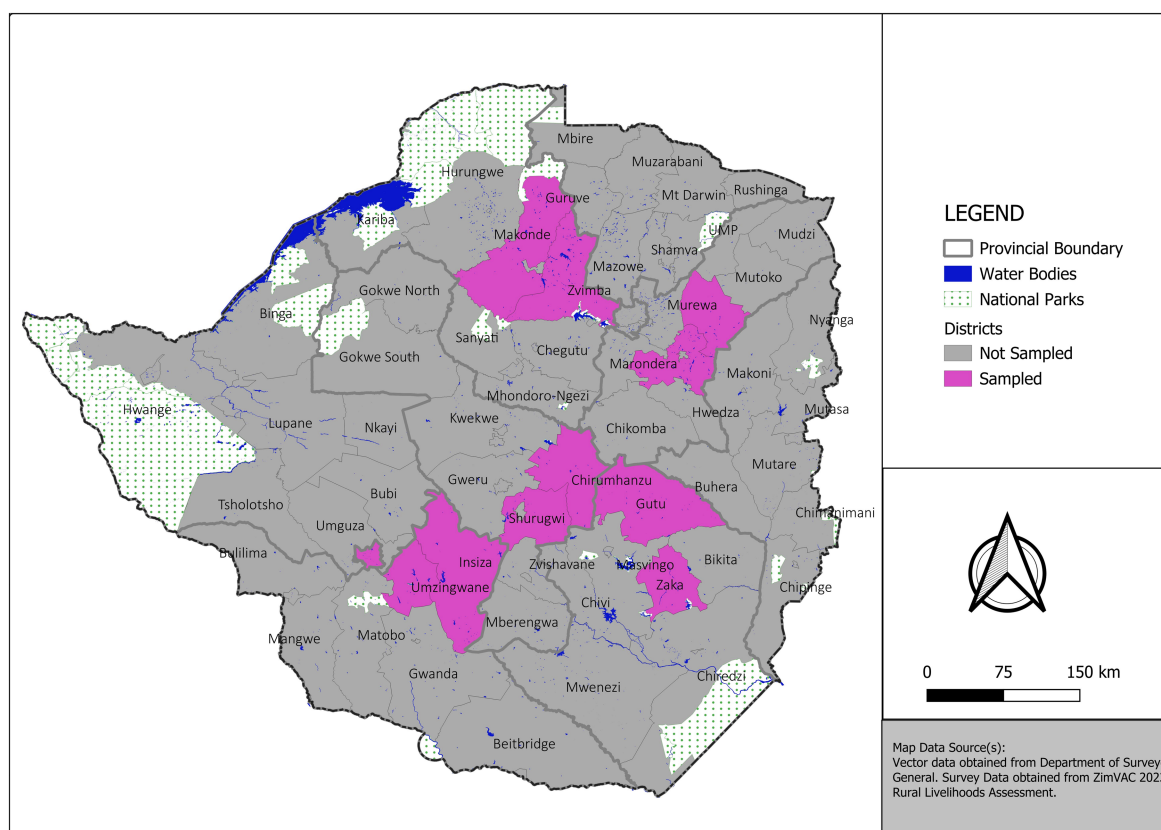 Mbire
Muzarabani
Hurungwe
Mt Darwin
Rushinga
Guruve
Kariba
Makonde
UMP
Mudzi
Shamva
Mazowe
Mutoko
Gokwe North
Zvimba
Murewa
Binga
Nyanga
Sanyati
Chegutu
Gokwe South
Marondera
Makoni
Mhondoro-Ngezi
Hwange
Mutasa
Hwedza
Kwekwe
Lupane
Nkayi
Chikomba
Mutare
Gweru
Chirumhanzu
Buhera
Bubi
Tsholotsho
Gutu
Chimanimani
Shurugwi
Umguza
Bulilima
Insiza
Zvishavane
Masvingo
Bikita
Umzingwane
Zaka
Chipinge
Chivi
Mberengwa
Mangwe
Matobo
Gwanda
Chiredzi
Mwenezi
Beitbridge
LEGEND
Provincial Boundary
Water Bodies
National Parks
Districts
Not Sampled
Sampled
0 75 150 km
Map Data Source(s):
Vector data obtained from Department of Survey
General. Survey Data obtained from ZimVAC 202
Rural Livelihoods Assessment.